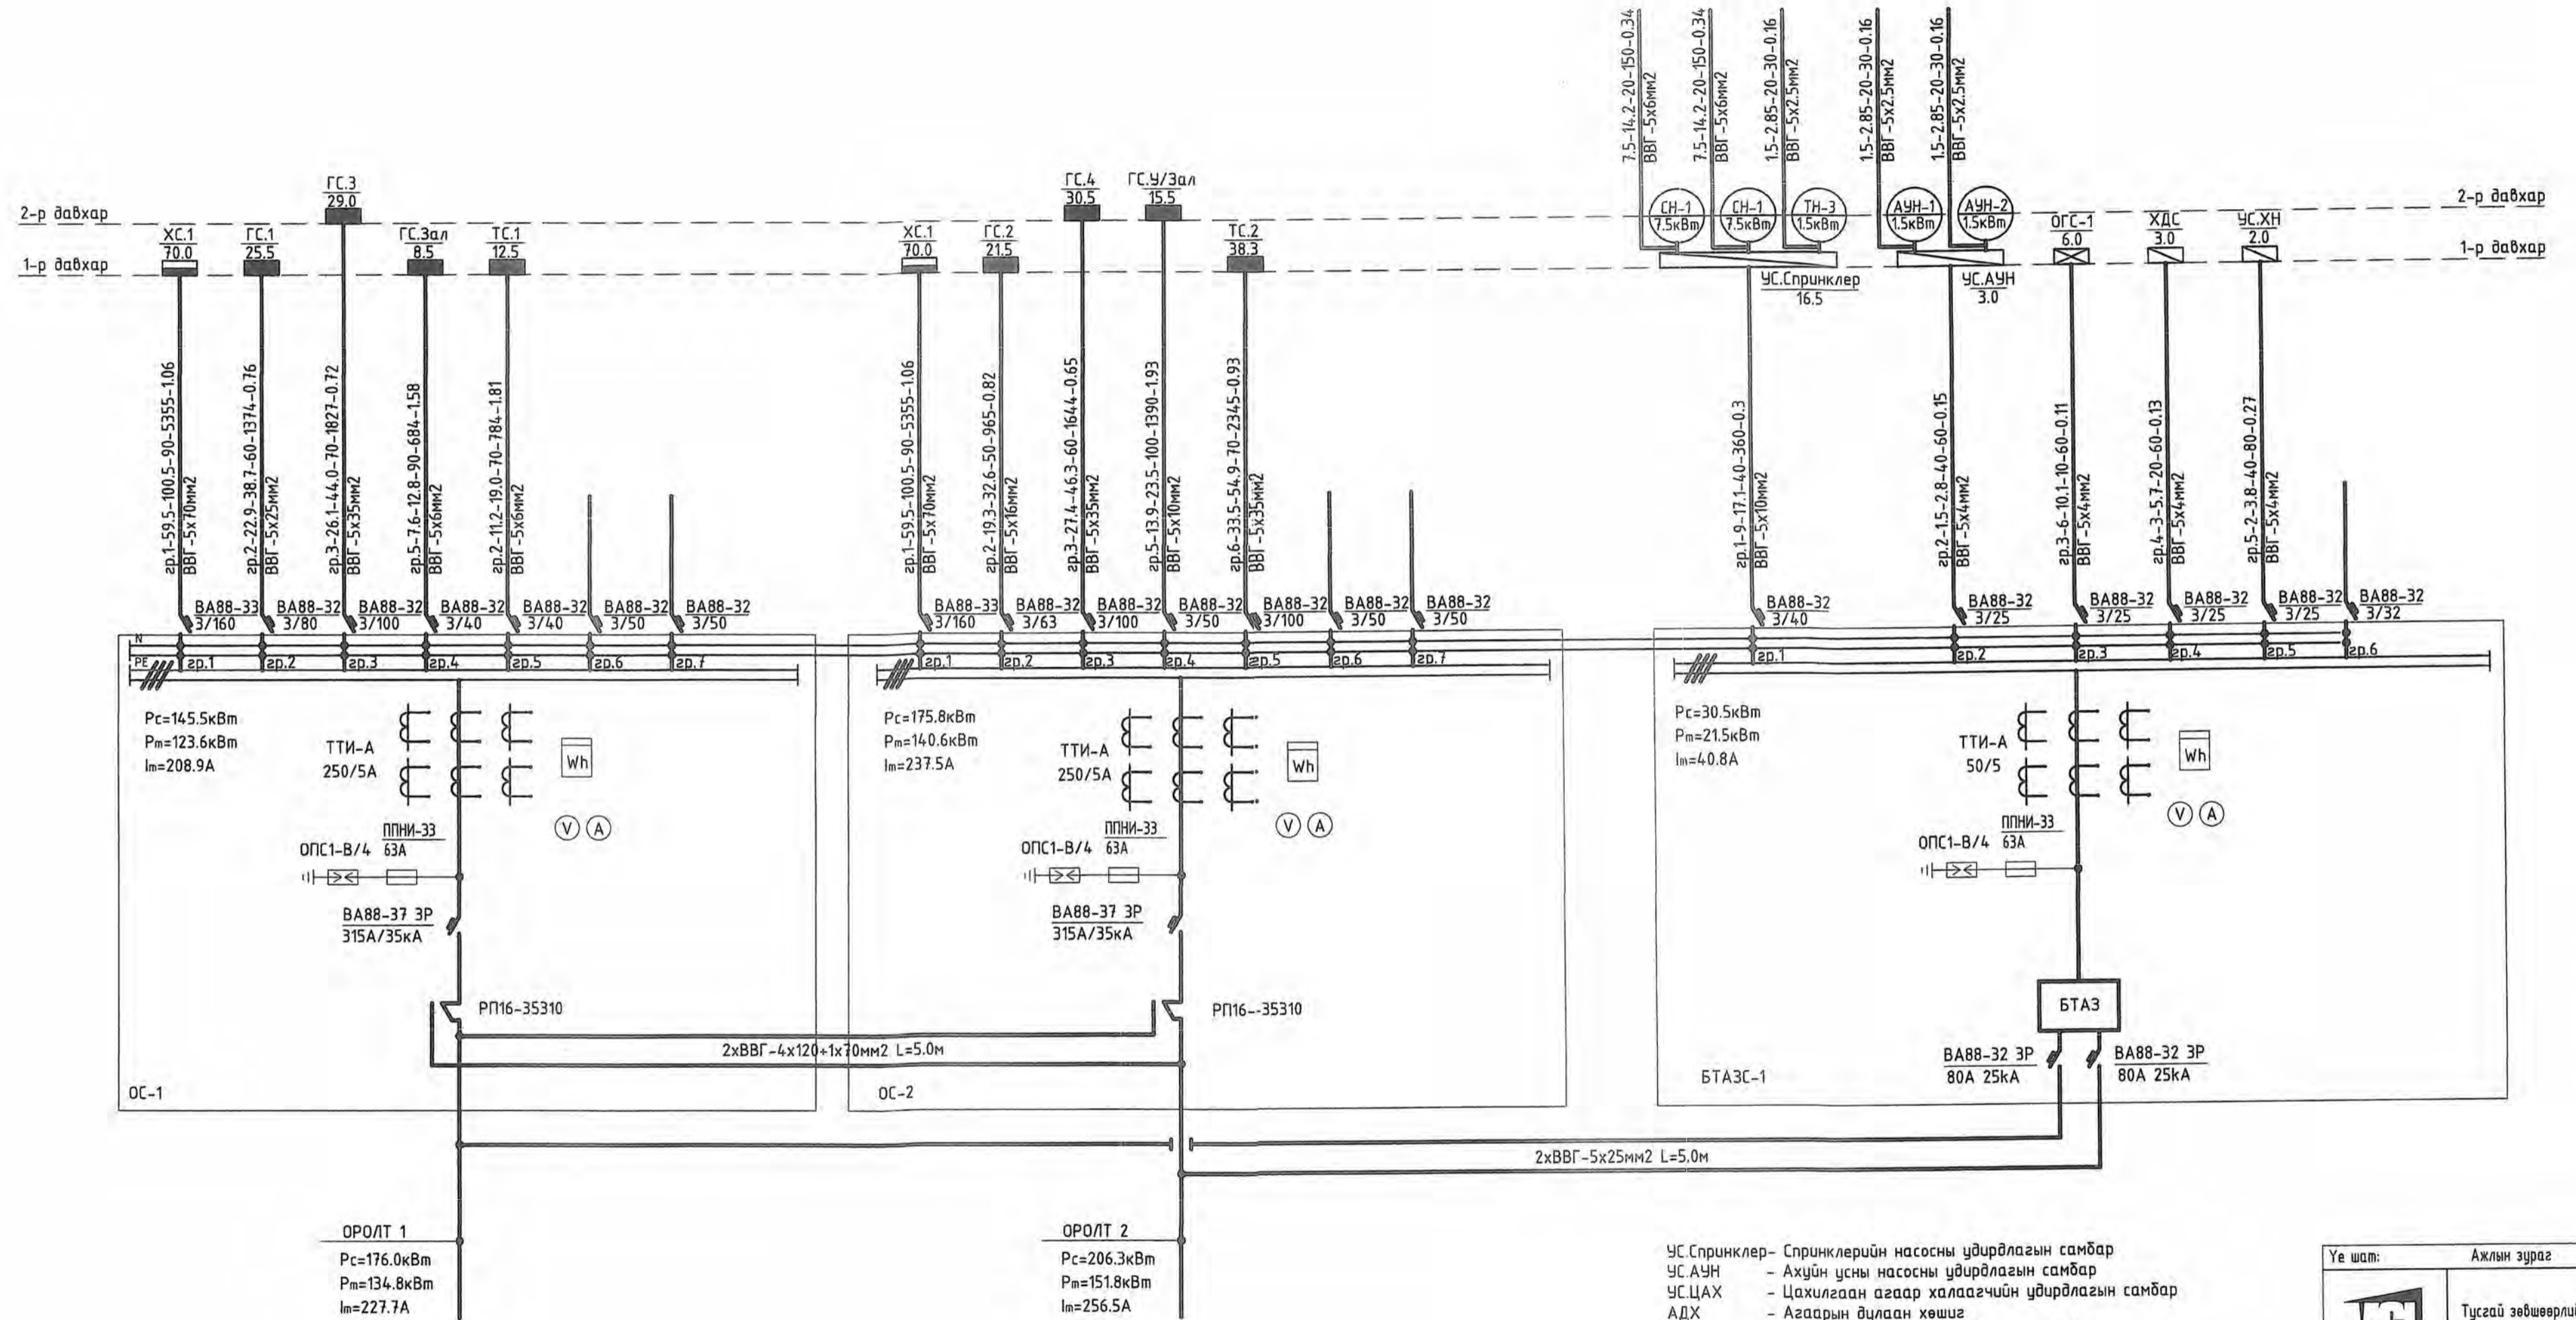 7.5-14.2-20-150-0.34
ВВГ-5х6мм2
7.5-14.2-20-150-0.34
ВВГ-5х6мм2
1.5-2.85-20-30-0.16
ВВГ-5х2.5мм2
1.5-2.85-20-30-0.16
ВВГ-5х2.5мм2
1.5-2.85-20-30-0.16
ВВГ-5х2.5мм2
2-р давхар
ГС.3
29.0
ГС.4
30.5
ГС.У/Зал
15.5
СН-1
7.5кВт
СН-1
7.5кВт
ТН-3
1.5кВт
АУН-1
1.5кВт
АУН-2
1.5кВт
2-р давхар
1-р давхар
ХС.1
70.0
ГС.1
25.5
ГС.Зал
8.5
ТС.1
12.5
ХС.1
70.0
ГС.2
21.5
ТС.2
38.3
УС.Спринклер
16.5
УС.АУН
3.0
ОГС-1
6.0
ХДС
3.0
УС.ХН
2.0
1-р давхар
гр.1-59.5-100.5-90-5355-1.06
ВВГ-5х70мм2
гр.2-22.9-38.7-60-1374-0.76
ВВГ-5х25мм2
гр.3-26.1-44.0-70-1827-0.72
ВВГ-5х35мм2
гр.5-7.6-12.8-90-684-1.58
ВВГ-5х6мм2
гр.2-11.2-19.0-70-784-1.81
ВВГ-5х6мм2
гр.1-59.5-100.5-90-5355-1.06
ВВГ-5х70мм2
гр.2-19.3-32.6-50-965-0.82
ВВГ-5х16мм2
гр.3-27.4-46.3-60-1644-0.65
ВВГ-5х35мм2
гр.5-13.9-23.5-100-1390-1.93
ВВГ-5х10мм2
гр.6-33.5-54.9-70-2345-0.93
ВВГ-5х35мм2
гр.1-9-17.1-40-360-0.3
ВВГ-5х10мм2
гр.2-1.5-2.8-40-60-0.15
ВВГ-5х4мм2
гр.3-6-10.1-10-60-0.11
ВВГ-5х4мм2
гр.4-3-5.7-20-60-0.13
ВВГ-5х4мм2
гр.5-2-3.8-40-80-0.27
ВВГ-5х4мм2
ВА88-33
3/160
ВА88-32
3/80
ВА88-32
3/100
ВА88-32
3/40
ВА88-32
3/40
ВА88-32
3/50
ВА88-32
3/50
ВА88-33
3/160
ВА88-32
3/63
ВА88-32
3/100
ВА88-32
3/50
ВА88-32
3/100
ВА88-32
3/50
ВА88-32
3/50
ВА88-32
3/40
ВА88-32
3/25
ВА88-32
3/25
ВА88-32
3/25
ВА88-32
3/25
ВА88-32
3/32
N
PE
гр.1 гр.2 гр.3 гр.4 гр.5 гр.6 гр.7
гр.1 гр.2 гр.3 гр.4 гр.5 гр.6 гр.7
гр.1 гр.2 гр.3 гр.4 гр.5 гр.6
Рс=145.5кВт
Рт=123.6кВт
Iт=208.9А
ТТИ-А
250/5А
Wh
V A
ППНИ-33
63А
ОПС1-В/4
ВА88-37 3Р
315А/35кА
РП16-35310
ОС-1
Рс=175.8кВт
Рт=140.6кВт
Iт=237.5А
ТТИ-А
250/5А
Wh
V A
ППНИ-33
63А
ОПС1-В/4
ВА88-37 3Р
315А/35кА
РП16--35310
2хВВГ-4х120+1х70мм2 L=5.0м
ОС-2
Рс=30.5кВт
Рт=21.5кВт
Iт=40.8А
ТТИ-А
50/5
Wh
V A
ППНИ-33
63А
ОПС1-В/4
БТАЗ
ВА88-32 3Р
80А 25kА
ВА88-32 3Р
80А 25kА
БТАЗС-1
2хВВГ-5х25мм2 L=5.0м
ОРОЛТ 1
Рс=176.0кВт
Рт=134.8кВт
Iт=227.7А
ОРОЛТ 2
Рс=206.3кВт
Рт=151.8кВт
Iт=256.5А
УС.Спринклер- Спринклерийн насосны удирдлагын самбар
УС.АУН - Ахуйн усны насосны удирдлагын самбар
УС.ЦАХ - Цахилгаан агаар халаагчийн удирдлагын самбар
АДХ - Агаарын дулаан хөшиг
Үе шат: Ажлын зураг
Тусгай